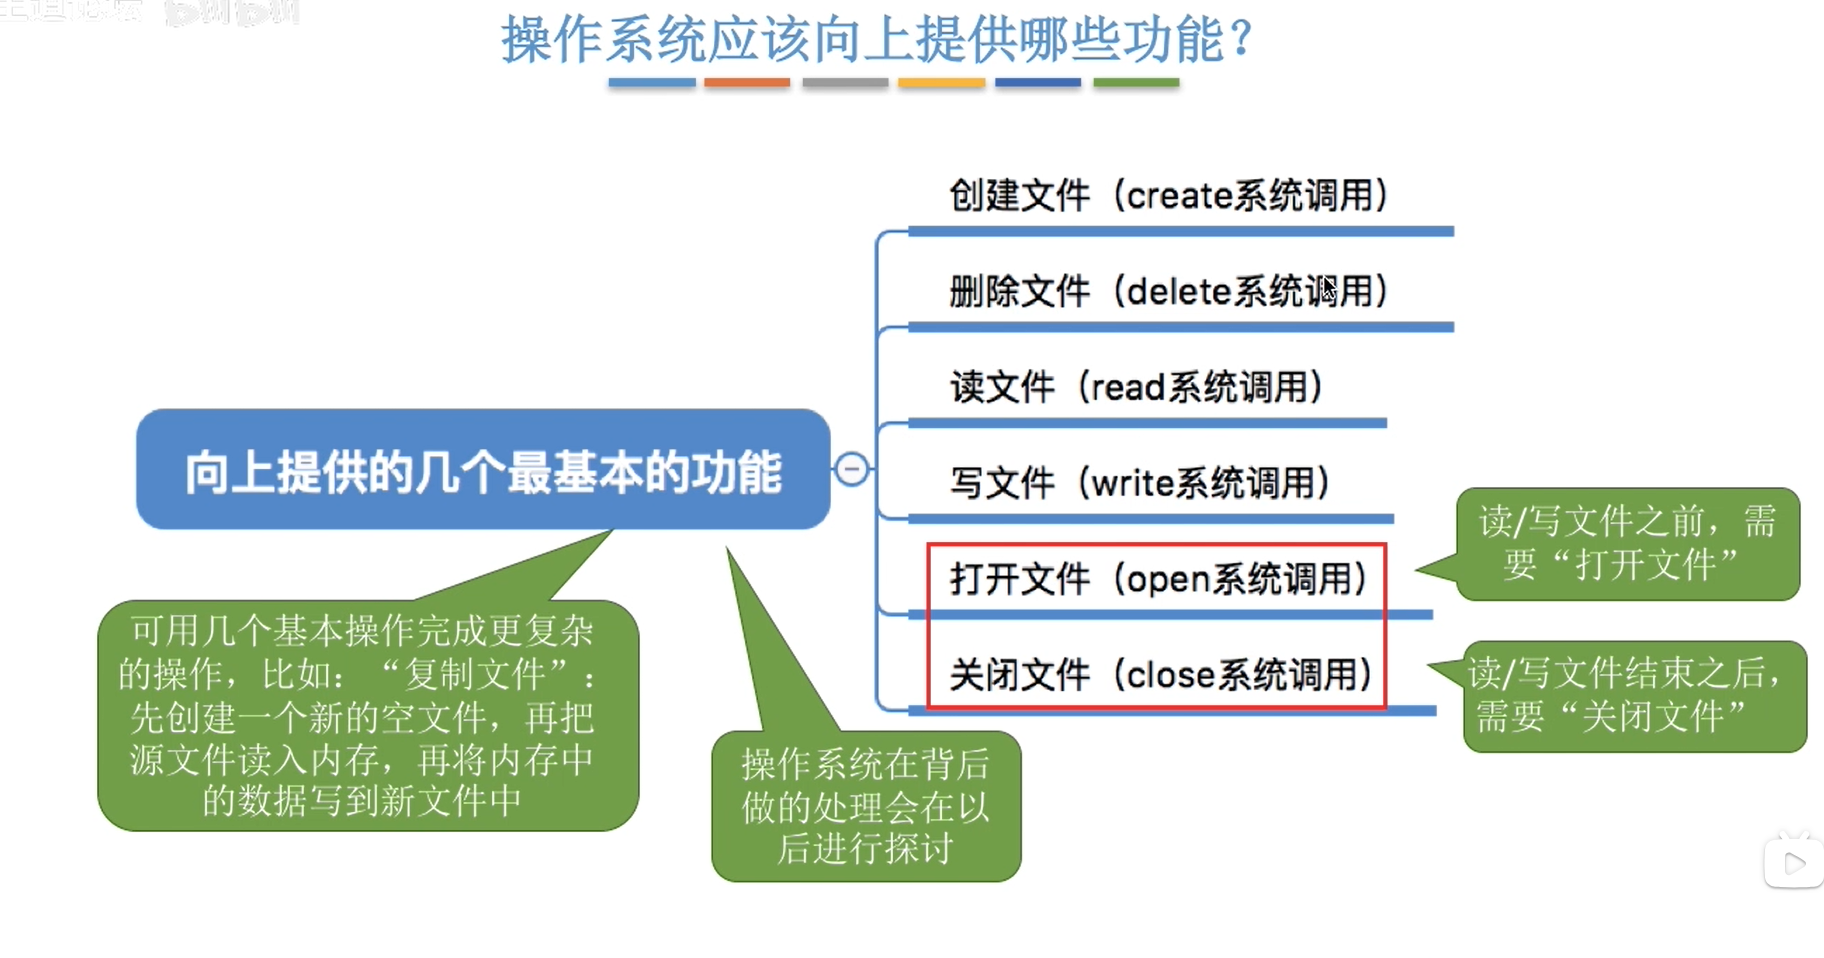 操作系统应该向上提供哪些功能？
创建文件（create系统调用）
删除文件（delete系统调用）
读文件（read系统调用）
向上提供的几个最基本的功能
写文件（write系统调用）
打开文件（open系统调用）
关闭文件（close系统调用）
读/写文件之前，需
要“打开文件”
读/写文件结束之后，
需要“关闭文件”
可用几个基本操作完成更复杂
的操作，比如：“复制文件”：
先创建一个新的空文件，再把
源文件读入内存，再将内存中
的数据写到新文件中
操作系统在背后
做的处理会在以
后进行探讨